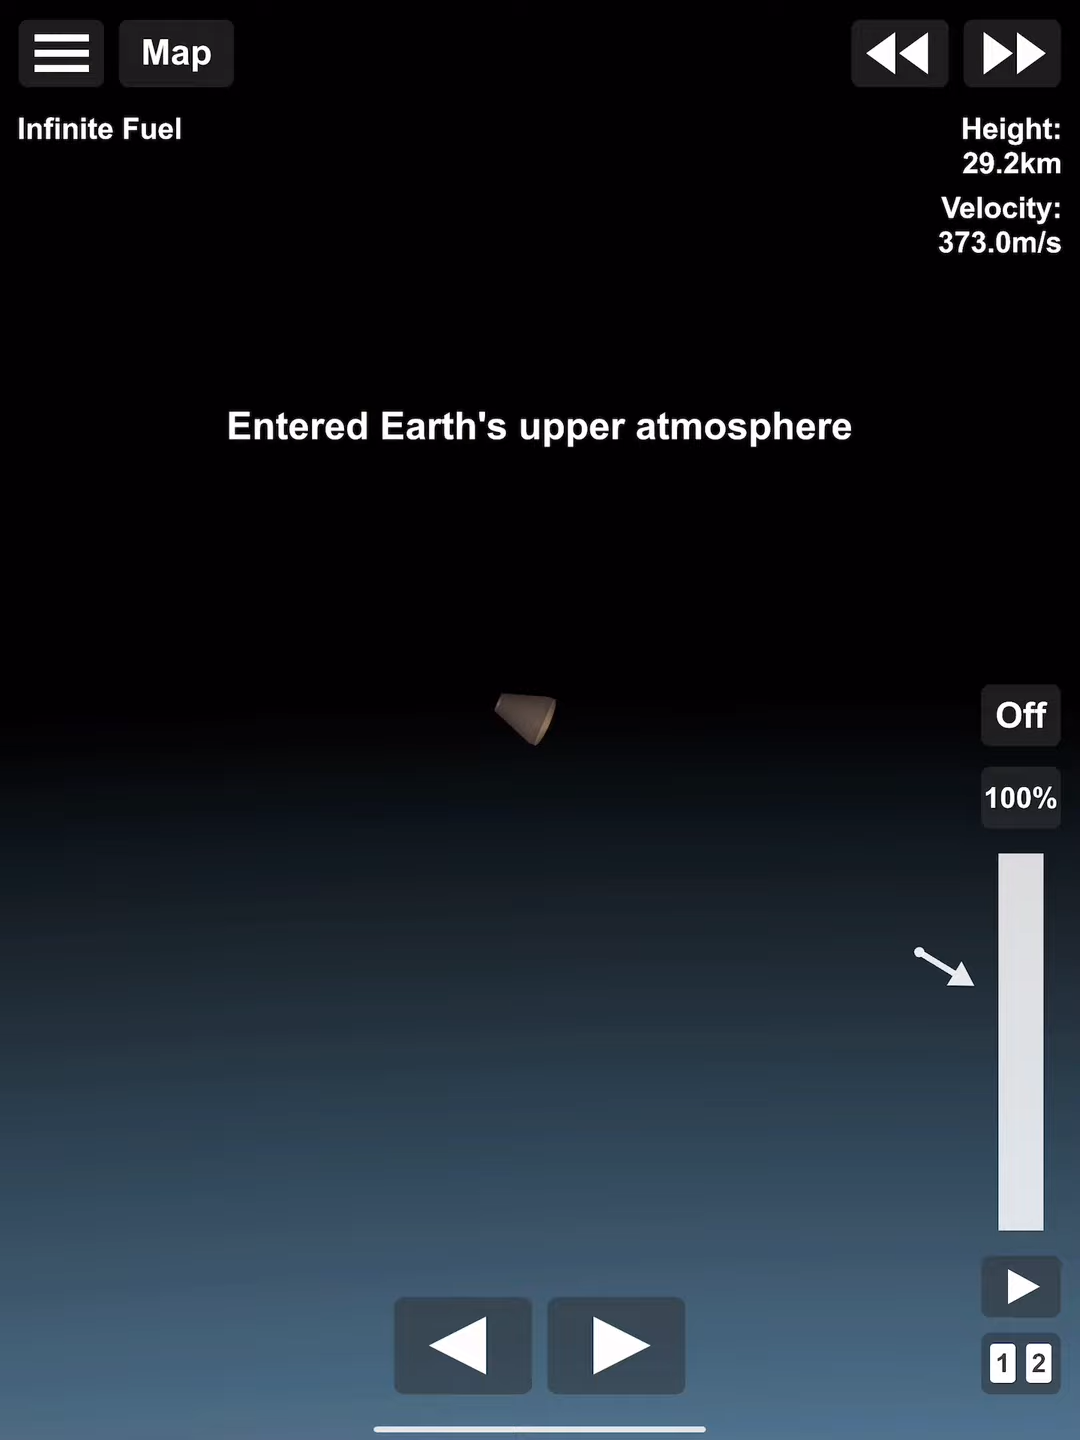 Map
Infinite Fuel
Height:
29.2km
Velocity:
373.0m/s
Entered Earth's upper atmosphere
Off
100%
1 2